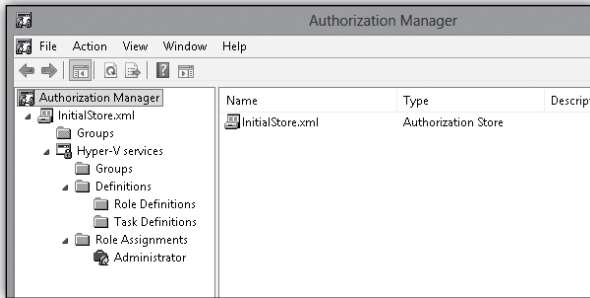 Authorization Manager
File Action View Window Help
Authorization Manager
InitialStore.xml
Groups
Hyper-V services
Groups
Definitions
Role Definitions
Task Definitions
Role Assignments
Administrator
Name Type Descript
InitialStore.xml Authorization Store